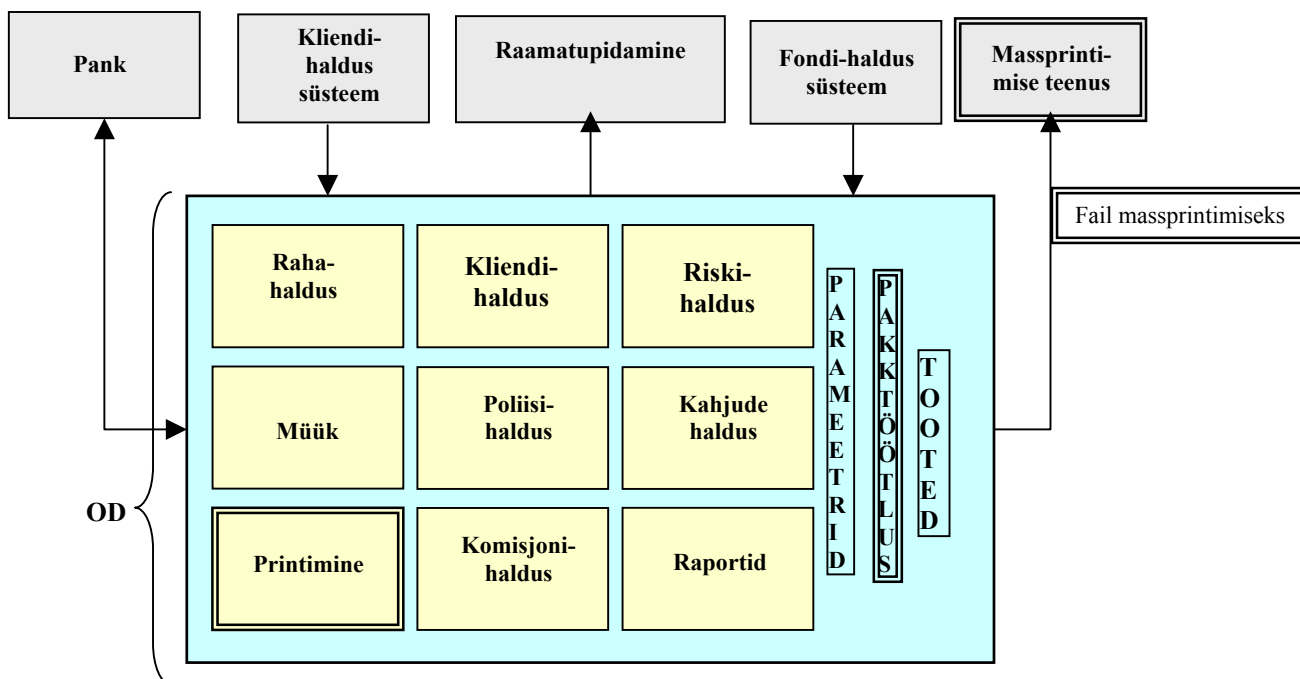 Pank
Kliendi-
haldus
süsteem
Raamatupidamine
Fondi-haldus
süsteem
Massprinti-
mise teenus
Fail massprintimiseks
OD
Raha-
haldus
Kliendi-
haldus
Riski-
haldus
Müük
Poliisi-
haldus
Kahjude
haldus
Printimine
Komisjoni-
haldus
Raportid
PARAMEETRID
PAKKTÖÖTLUS
TOOTED